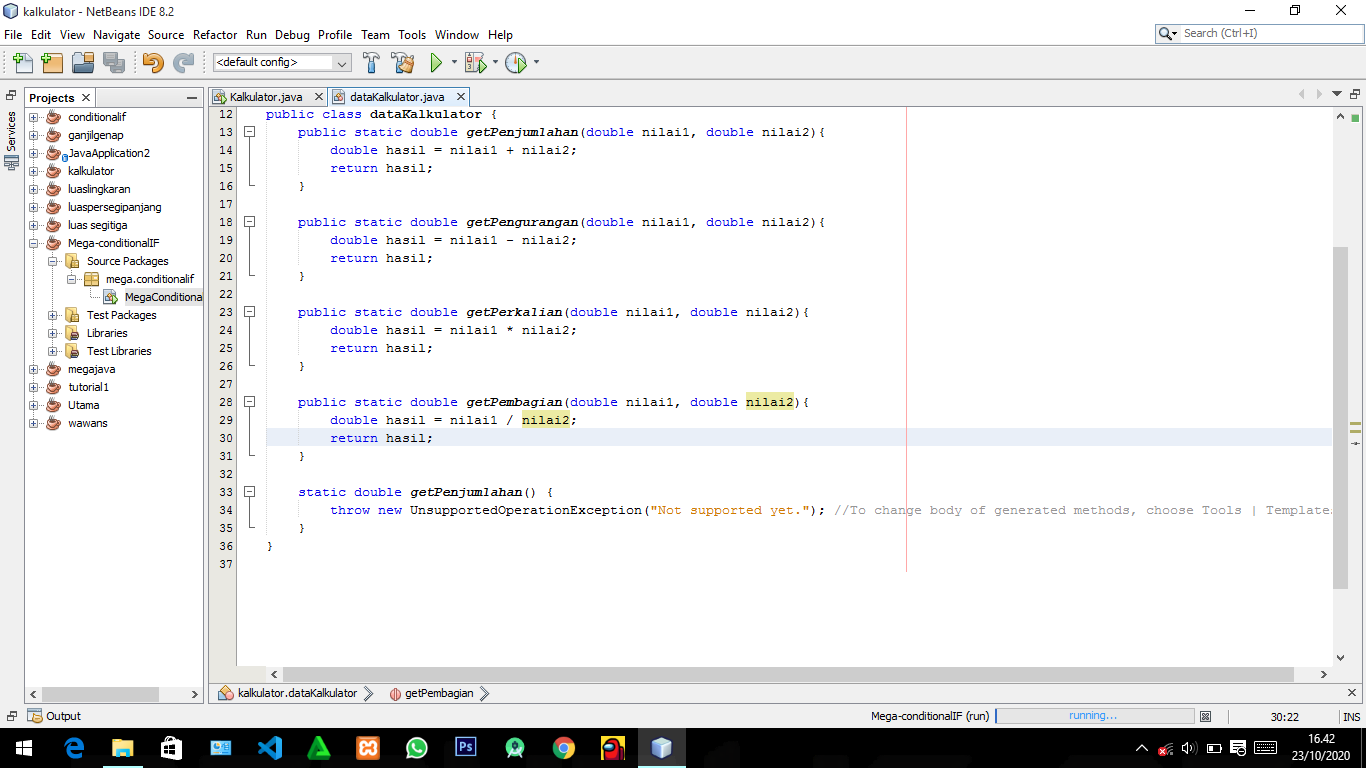 kalkulator - NetBeans IDE 8.2
File Edit View Navigate Source Refactor Run Debug Profile Team Tools Window Help
Search (Ctrl+I)
<default config>
Services
Projects
conditionalif
ganjilgenap
JavaApplication2
kalkulator
luaslingkaran
luaspersegipanjang
luas segitiga
Mega-conditionalIF
Source Packages
mega.conditionalif
MegaConditiona
Test Packages
Libraries
Test Libraries
megajava
tutorial1
Utama
wawans
Kalkulator.java dataKalkulator.java
12 public class dataKalkulator {
13 public static double getPenjumlahan(double nilai1, double nilai2){
14 double hasil = nilai1 + nilai2;
15 return hasil;
16 }
17
18 public static double getPengurangan(double nilai1, double nilai2){
19 double hasil = nilai1 - nilai2;
20 return hasil;
21 }
22
23 public static double getPerkalian(double nilai1, double nilai2){
24 double hasil = nilai1 * nilai2;
25 return hasil;
26 }
27
28 public static double getPembagian(double nilai1, double nilai2){
29 double hasil = nilai1 / nilai2;
30 return hasil;
31 }
32
33 static double getPenjumlahan() {
34 throw new UnsupportedOperationException("Not supported yet."); //To change body of generated methods, choose Tools | Templates
35 }
36 }
37
kalkulator.dataKalkulator getPembagian
Output
Mega-conditionalIF (run) running... 30:22 INS
Ps
16.42
23/10/2020